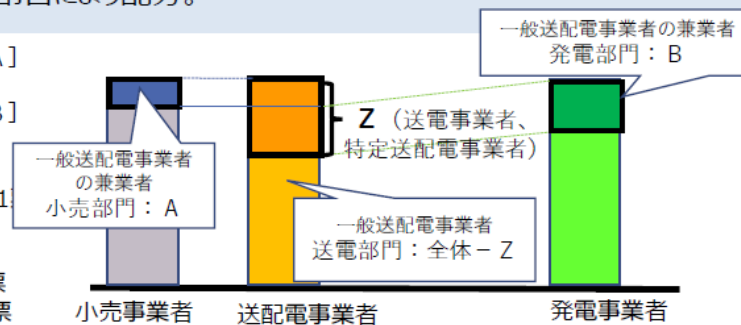 一般送配電事業者の兼業者
発電部門：B
A]
B]
Z（送電事業者、
特定送配電事業者）
一般送配電事業者
の兼業者
小売部門：A
一般送配電事業者
送電部門：全体－Z
票
票
小売事業者
送配電事業者
発電事業者